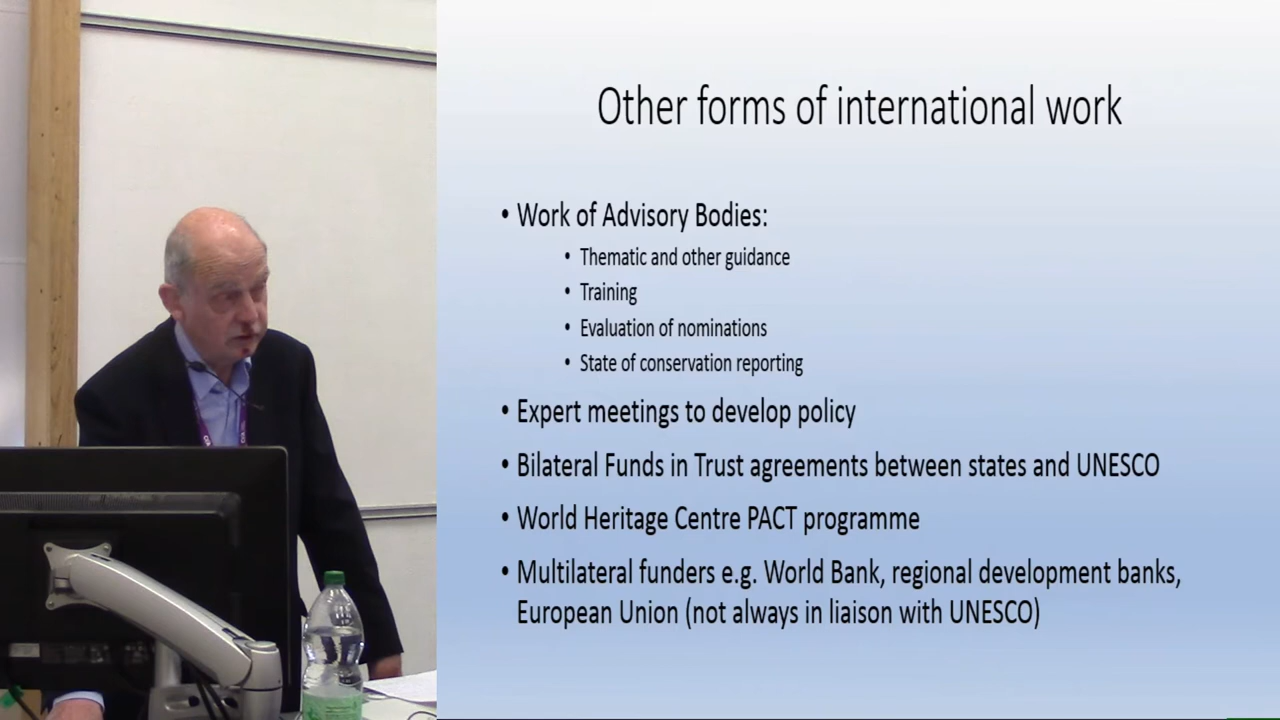 Other forms of international work
• Work of Advisory Bodies:
• Thematic and other guidance
• Training
• Evaluation of nominations
• State of conservation reporting
• Expert meetings to develop policy
• Bilateral Funds in Trust agreements between states and UNESCO
• World Heritage Centre PACT programme
• Multilateral funders e.g. World Bank, regional development banks,
European Union (not always in liaison with UNESCO)